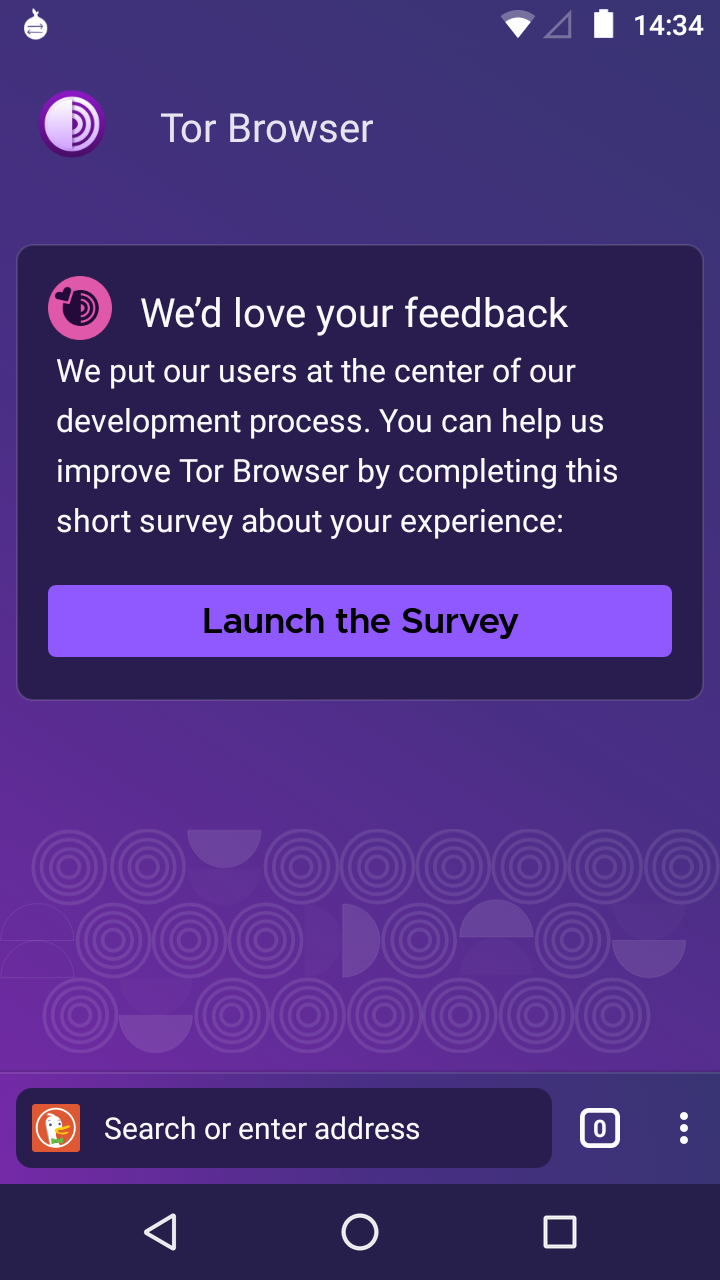 14:34
Tor Browser
We’d love your feedback
We put our users at the center of our
development process. You can help us
improve Tor Browser by completing this
short survey about your experience:
Launch the Survey
Search or enter address
0